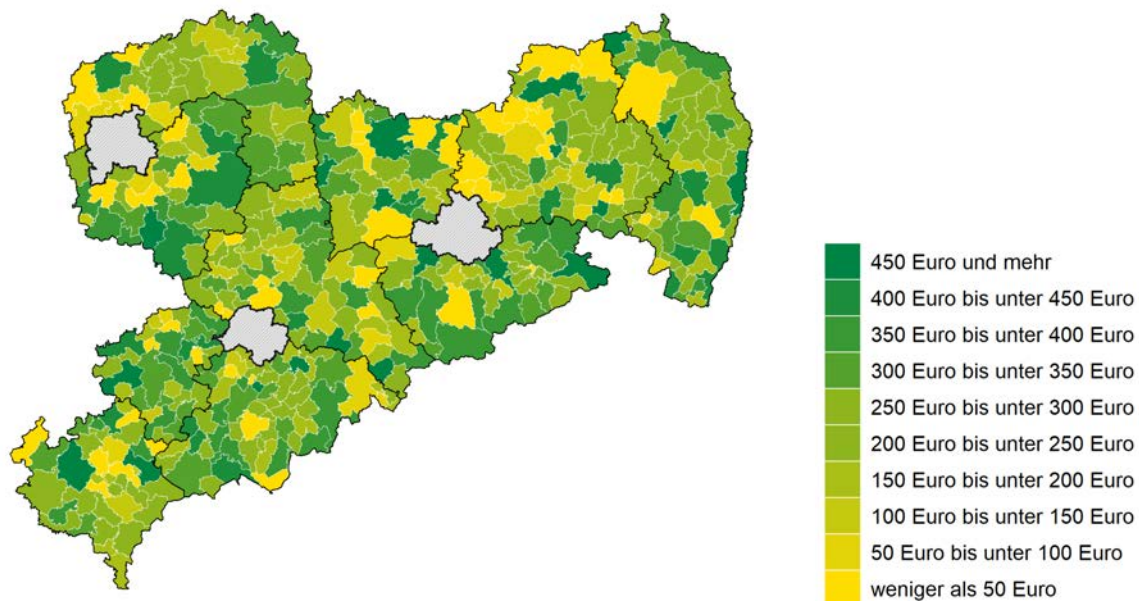 450 Euro und mehr
400 Euro bis unter 450 Euro
350 Euro bis unter 400 Euro
300 Euro bis unter 350 Euro
250 Euro bis unter 300 Euro
200 Euro bis unter 250 Euro
150 Euro bis unter 200 Euro
100 Euro bis unter 150 Euro
50 Euro bis unter 100 Euro
weniger als 50 Euro